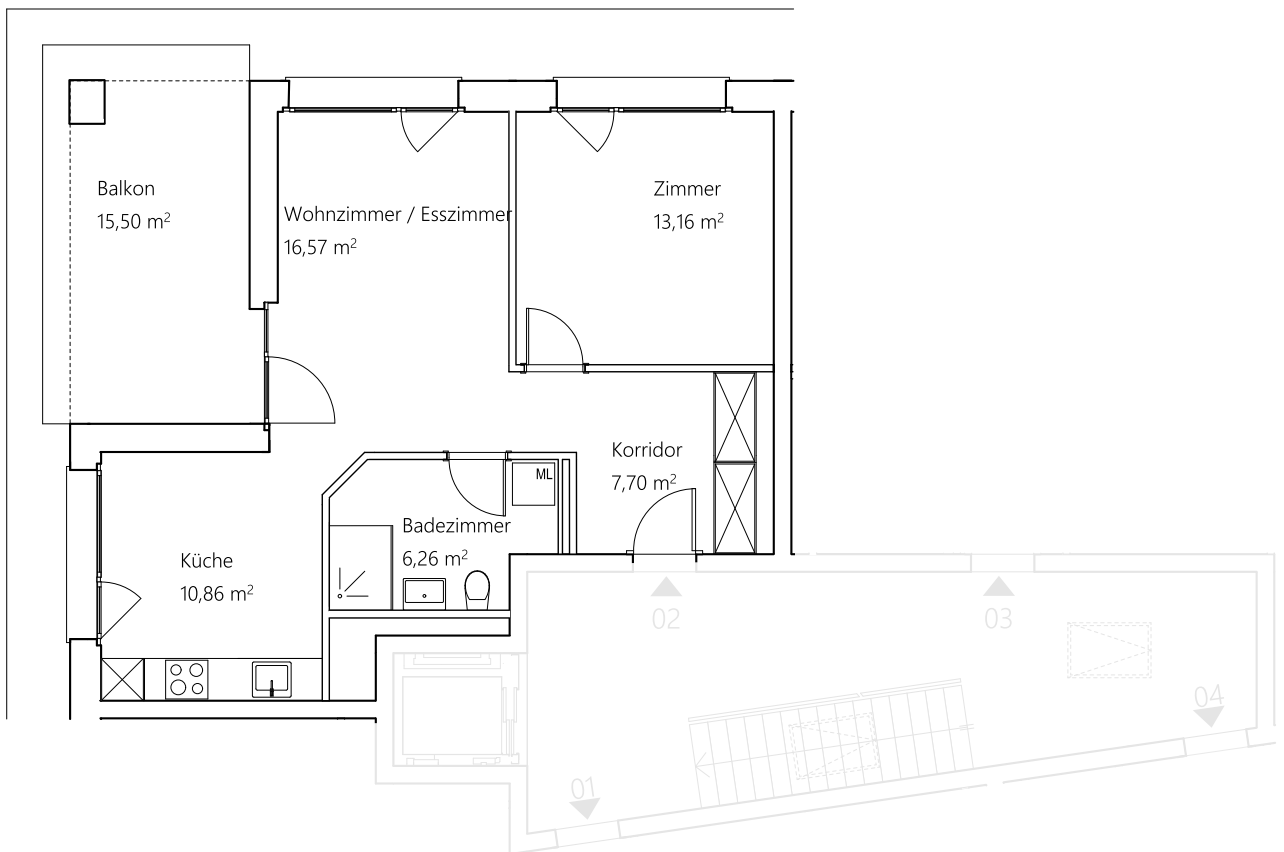 Balkon
15,50 m²
Wohnzimmer / Esszimmer
16,57 m²
Zimmer
13,16 m²
Korridor
7,70 m²
ML
Badezimmer
6,26 m²
Küche
10,86 m²
02
03
04
01